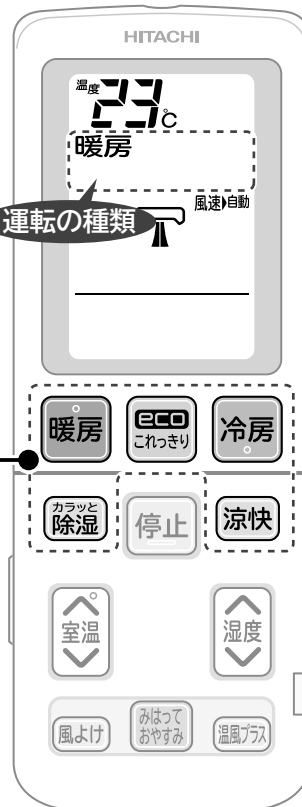 HITACHI
温度 23℃
暖房
運転の種類
風速▶自動
暖房 eco これっきり 冷房
カラッと 除湿 停止 涼快
室温 湿度
風よけ みはって おやすみ 温風プラス